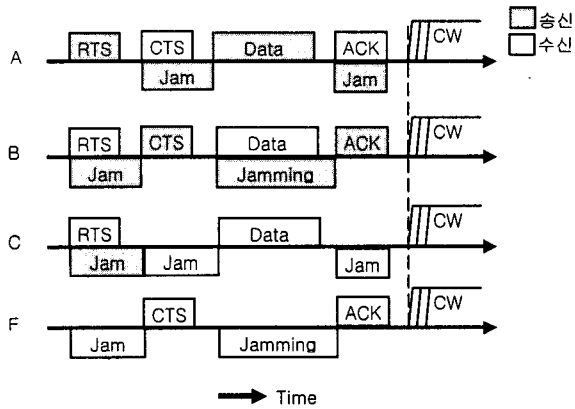 송신
수신
A
RTS
CTS
Data
ACK
CW
Jam
Jam
B
RTS
CTS
Data
ACK
CW
Jam
Jamming
C
RTS
Data
CW
Jam
Jam
Jam
F
CTS
ACK
CW
Jam
Jamming
Time